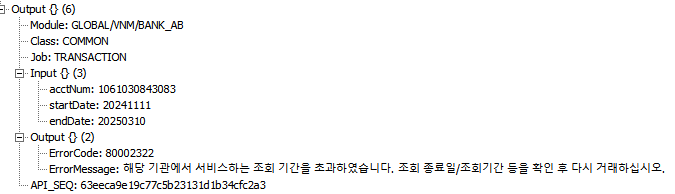 Output {} (6)
Module: GLOBAL/VNM/BANK_AB
Class: COMMON
Job: TRANSACTION
Input {} (3)
acctNum: 1061030843083
startDate: 20241111
endDate: 20250310
Output {} (2)
ErrorCode: 80002322
ErrorMessage: 해당 기관에서 서비스하는 조회 기간을 초과하였습니다. 조회 종료일/조회기간 등을 확인 후 다시 거래하십시오.
API_SEQ: 63eeca9e19c77c5b23131d1b34cfc2a3